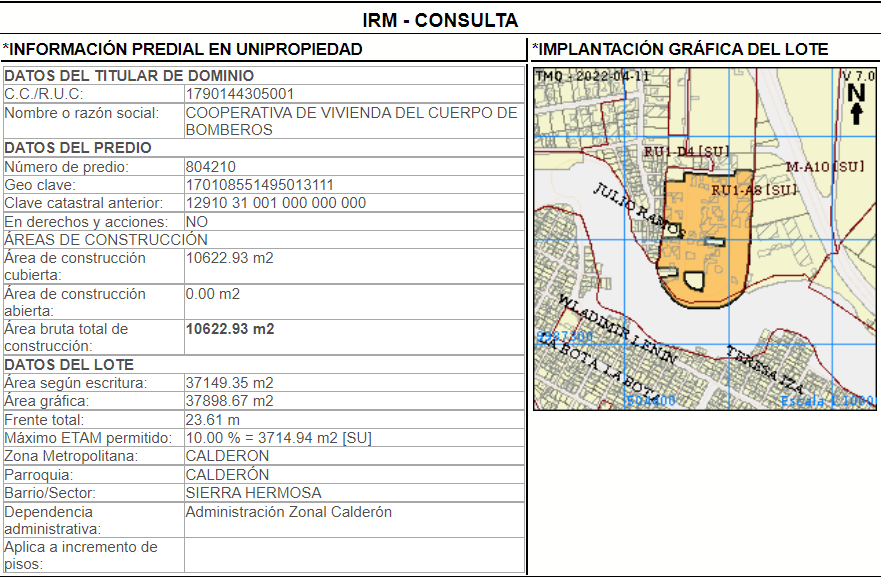 IRM - CONSULTA
*INFORMACIÓN PREDIAL EN UNIPROPIEDAD
DATOS DEL TITULAR DE DOMINIO
C.C./R.U.C: 1790144305001
Nombre o razón social: COOPERATIVA DE VIVIENDA DEL CUERPO DE
BOMBEROS
DATOS DEL PREDIO
Número de predio: 804210
Geo clave: 170108551495013111
Clave catastral anterior: 12910 31 001 000 000 000
En derechos y acciones: NO
ÁREAS DE CONSTRUCCIÓN
Área de construcción 10622.93 m2
cubierta:
Área de construcción 0.00 m2
abierta:
Área bruta total de 10622.93 m2
construcción:
DATOS DEL LOTE
Área según escritura: 37149.35 m2
Área gráfica: 37898.67 m2
Frente total: 23.61 m
Máximo ETAM permitido: 10.00 % = 3714.94 m2 [SU]
Zona Metropolitana: CALDERON
Parroquia: CALDERÓN
Barrio/Sector: SIERRA HERMOSA
Dependencia Administración Zonal Calderón
administrativa:
Aplica a incremento de
pisos:
*IMPLANTACIÓN GRÁFICA DEL LOTE
TMQ - 2022-04-11 V 7.0
N
RU1-D4 [SU]
M-A10 [SU]
RU1-A8 [SU]
JULIO RAMOS
WLADIMIR LENIN
LA BOTA LA BOTA
TERESA IZA
504400
Escala 1:10000